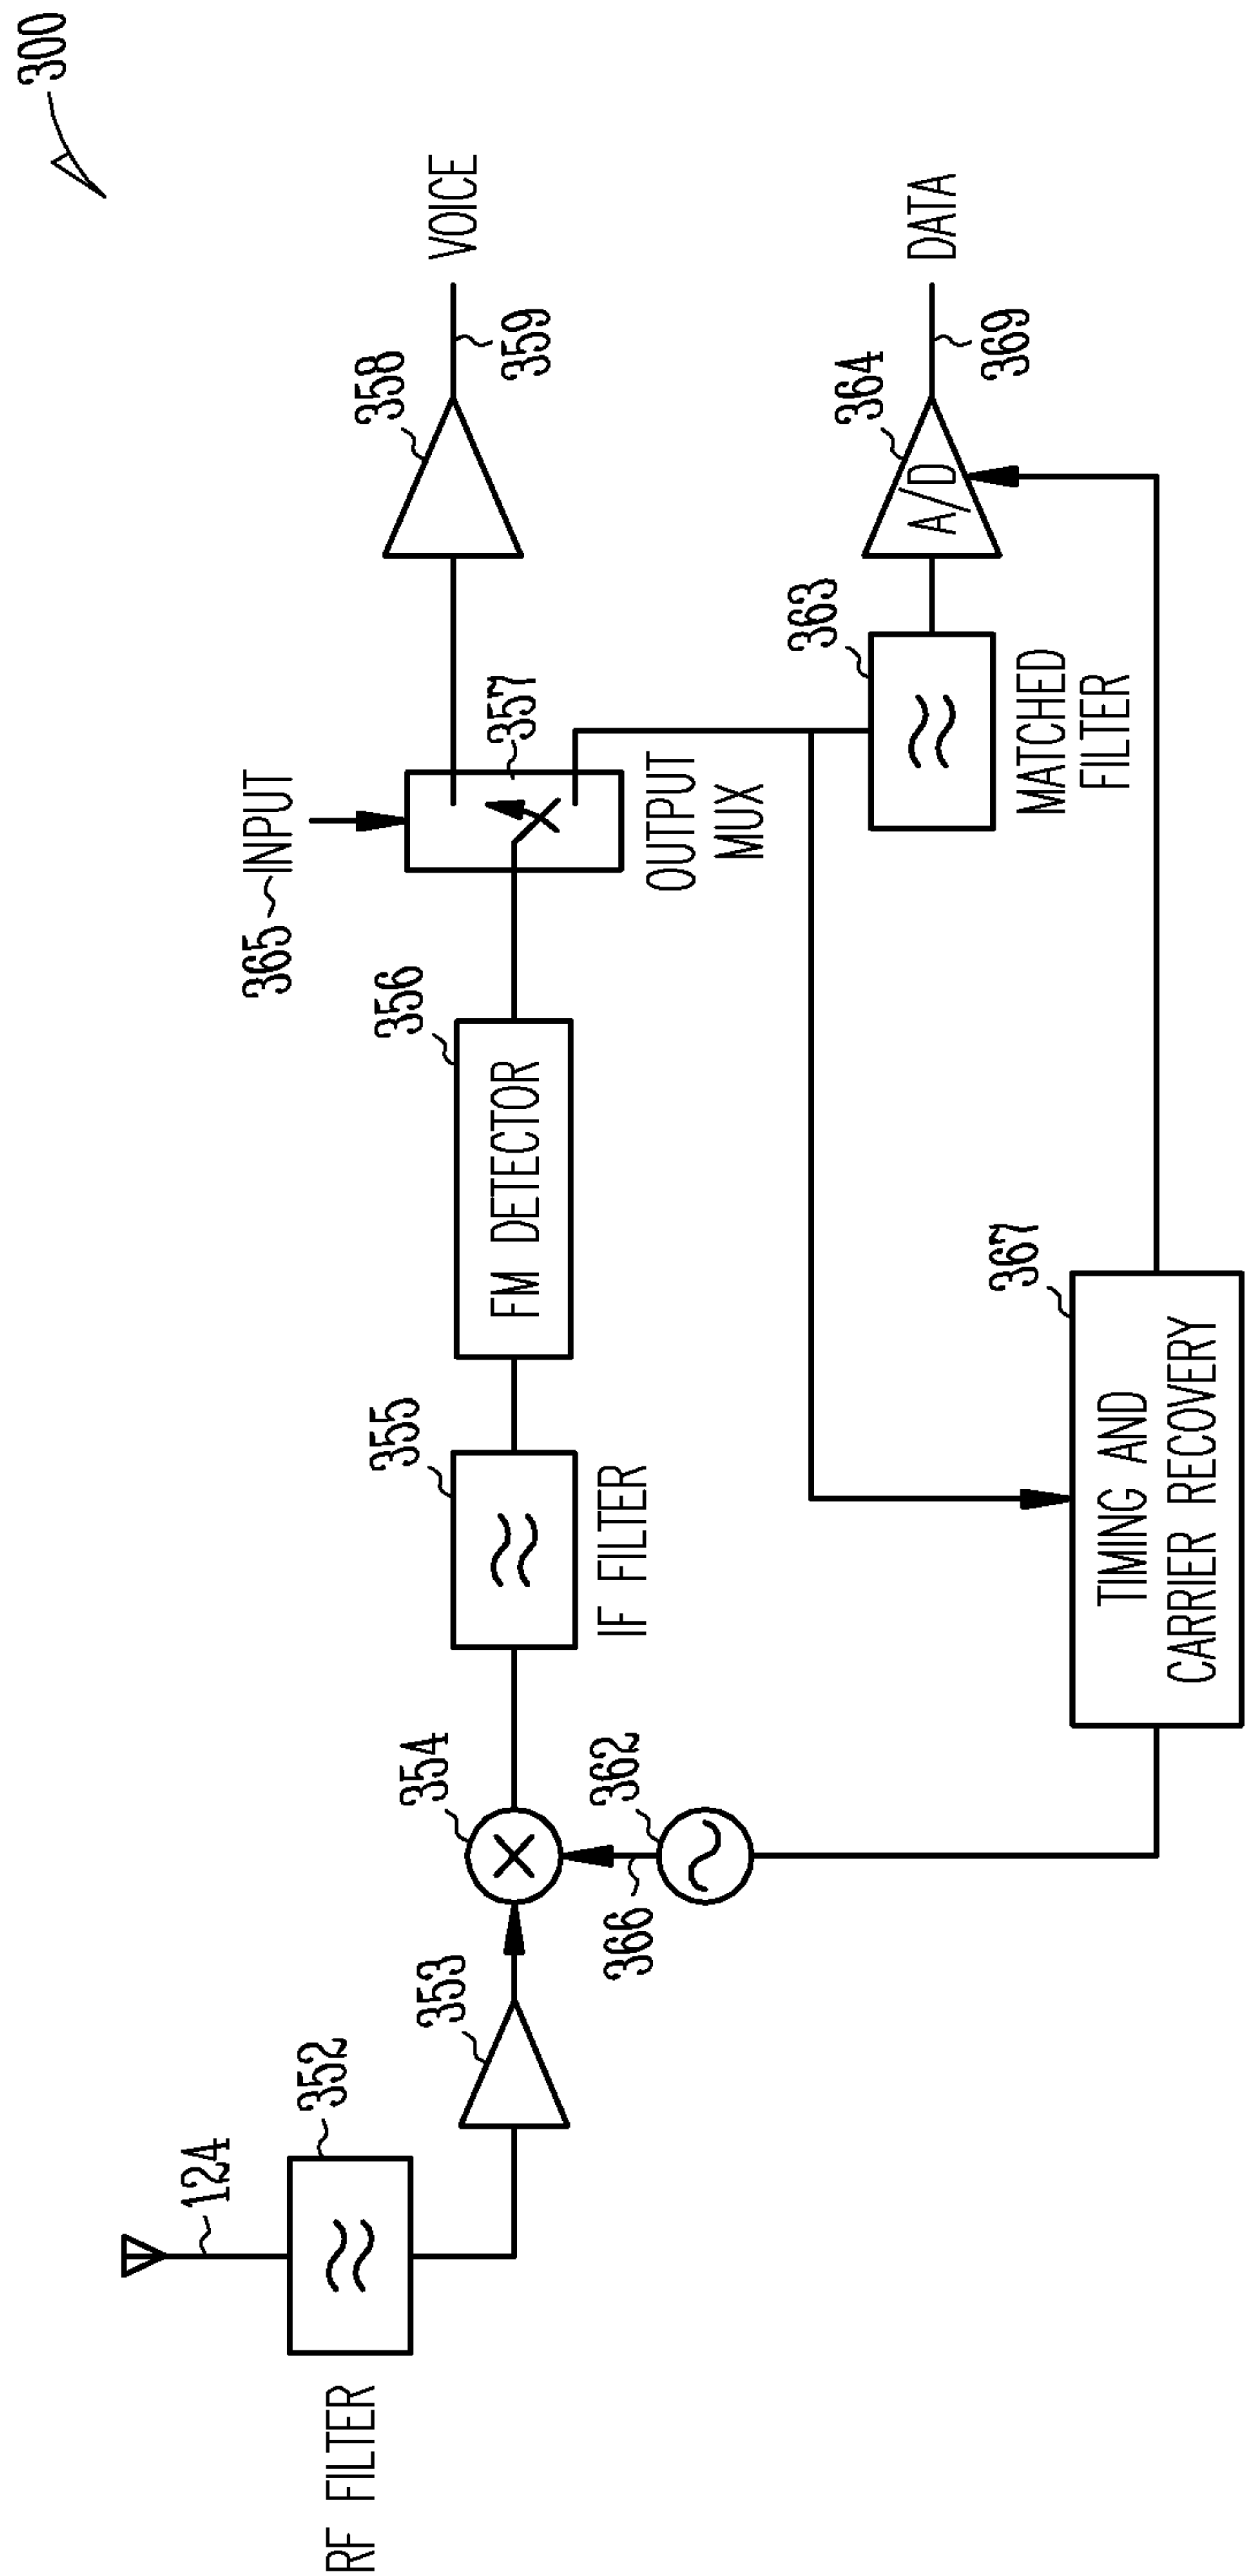 300
124
RF FILTER
352
353
354
366
362
IF FILTER
355
FM DETECTOR
356
365
INPUT
357
OUTPUT
MUX
358
359
VOICE
363
MATCHED
FILTER
364
A/D
369
DATA
367
TIMING AND
CARRIER RECOVERY